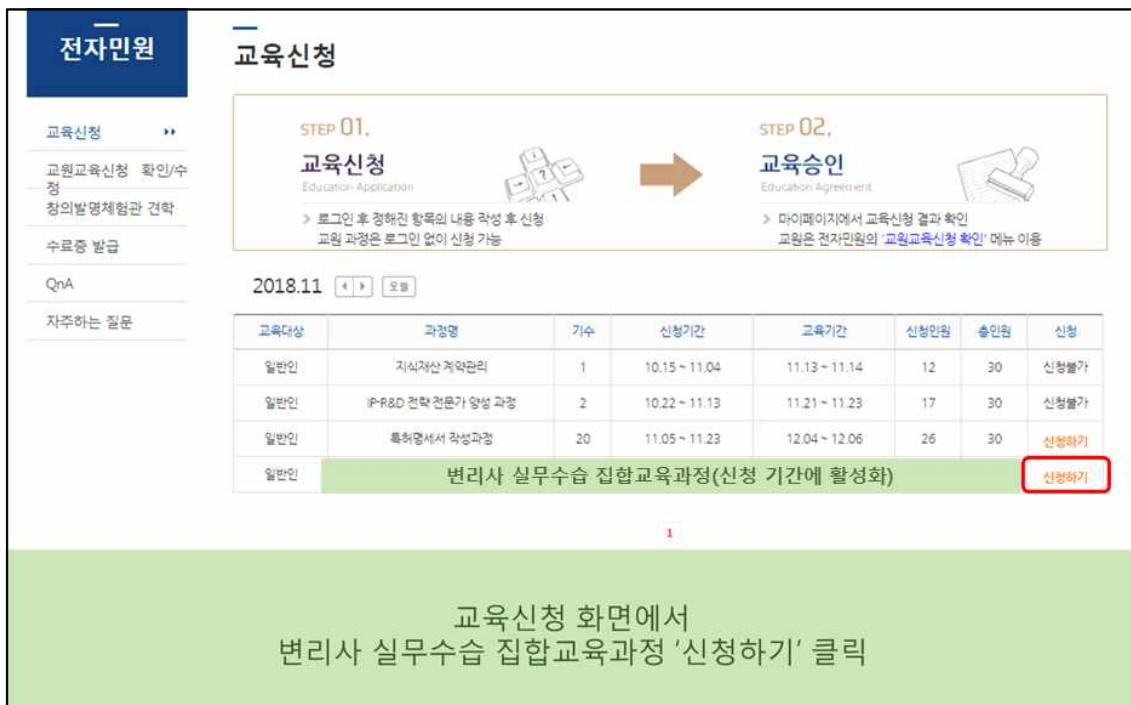 전자민원
교육신청
교원교육신청 확인/수
정
창의발명체험관 견학
수료증 발급
QnA
자주하는 질문
교육신청
STEP 01.
교육신청
Education Application
> 로그인 후 정해진 항목의 내용 작성 후 신청
교원 과정은 로그인 없이 신청 가능
STEP 02.
교육승인
Education Agreement
> 마이페이지에서 교육신청 결과 확인
교원은 전자민원의 '교원교육신청 확인' 메뉴 이용
2018.11 오늘
교육대상 과정명 기수 신청기간 교육기간 신청인원 총인원 신청
일반인 지식재산 계약관리 1 10.15 ~ 11.04 11.13 ~ 11.14 12 30 신청불가
일반인 IP-R&D 전략 전문가 양성 과정 2 10.22 ~ 11.13 11.21 ~ 11.23 17 30 신청불가
일반인 특허명세서 작성과정 20 11.05 ~ 11.23 12.04 ~ 12.06 26 30 신청하기
일반인 변리사 실무수습 집합교육과정(신청 기간에 활성화) 신청하기
1
교육신청 화면에서
변리사 실무수습 집합교육과정 '신청하기' 클릭